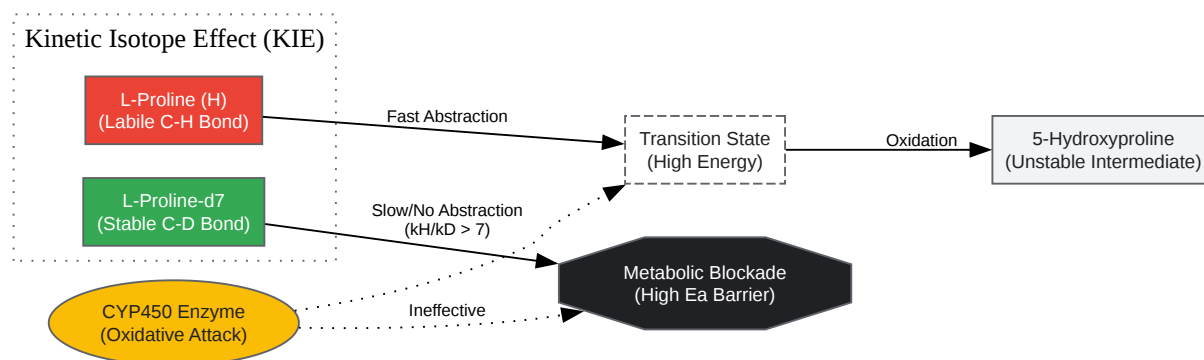 Kinetic Isotope Effect (KIE)
L-Proline (H)
(Labile C-H Bond)
Fast Abstraction
Transition State
(High Energy)
Oxidation
5-Hydroxyproline
(Unstable Intermediate)
L-Proline-d7
(Stable C-D Bond)
Slow/No Abstraction
(kH/kD > 7)
Metabolic Blockade
(High Ea Barrier)
CYP450 Enzyme
(Oxidative Attack)
Ineffective